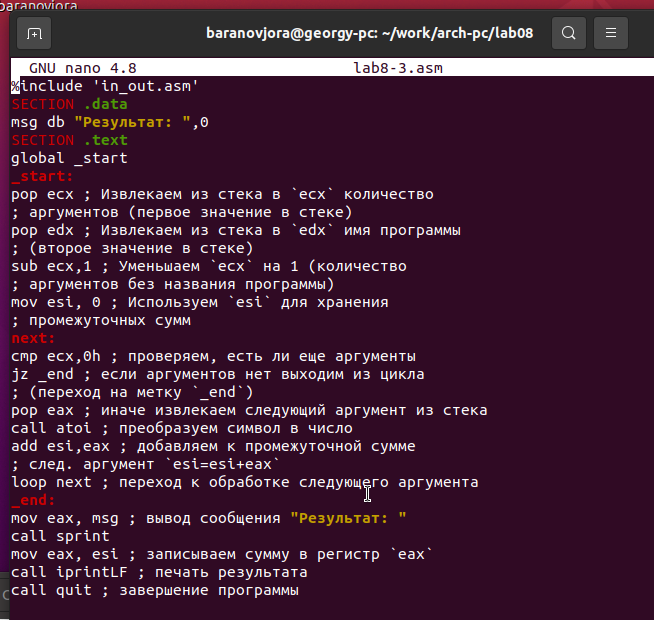 baranovjora
baranovjora@georgy-pc: ~/work/arch-pc/lab08
GNU nano 4.8 lab8-3.asm
%include 'in_out.asm'
SECTION .data
msg db "Результат: ",0
SECTION .text
global _start
_start:
pop ecx ; Извлекаем из стека в `ecx` количество
; аргументов (первое значение в стеке)
pop edx ; Извлекаем из стека в `edx` имя программы
; (второе значение в стеке)
sub ecx,1 ; Уменьшаем `ecx` на 1 (количество
; аргументов без названия программы)
mov esi, 0 ; Используем `esi` для хранения
; промежуточных сумм
next:
cmp ecx,0h ; проверяем, есть ли еще аргументы
jz _end ; если аргументов нет выходим из цикла
; (переход на метку `_end`)
pop eax ; иначе извлекаем следующий аргумент из стека
call atoi ; преобразуем символ в число
add esi,eax ; добавляем к промежуточной сумме
; след. аргумент `esi=esi+eax`
loop next ; переход к обработке следующего аргумента
_end:
mov eax, msg ; вывод сообщения "Результат: "
call sprint
mov eax, esi ; записываем сумму в регистр `eax`
call iprintLF ; печать результата
call quit ; завершение программы